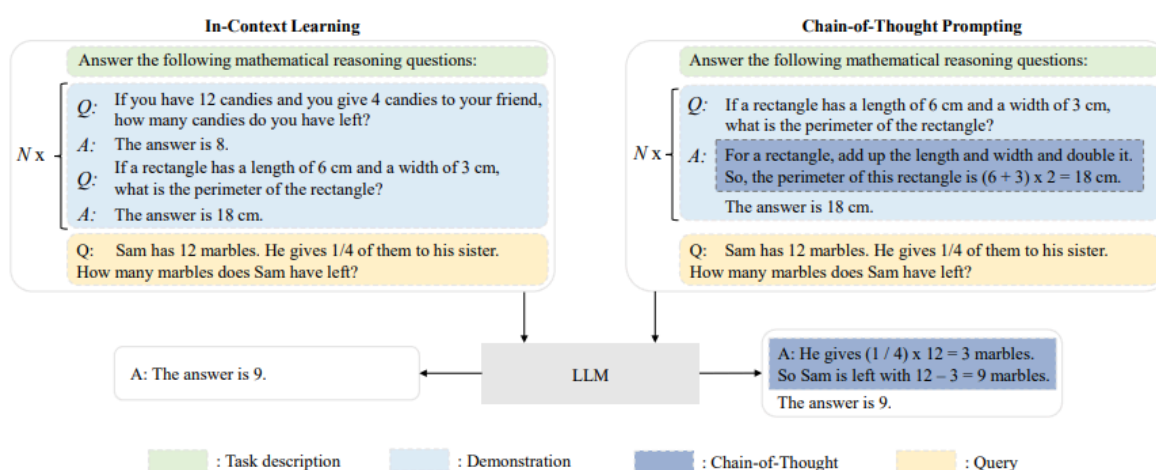 In-Context Learning
Answer the following mathematical reasoning questions:
N x
Q: If you have 12 candies and you give 4 candies to your friend,
how many candies do you have left?
A: The answer is 8.
Q: If a rectangle has a length of 6 cm and a width of 3 cm,
what is the perimeter of the rectangle?
A: The answer is 18 cm.
Q: Sam has 12 marbles. He gives 1/4 of them to his sister.
How many marbles does Sam have left?
Chain-of-Thought Prompting
Answer the following mathematical reasoning questions:
N x
Q: If a rectangle has a length of 6 cm and a width of 3 cm,
what is the perimeter of the rectangle?
A: For a rectangle, add up the length and width and double it.
So, the perimeter of this rectangle is (6 + 3) x 2 = 18 cm.
The answer is 18 cm.
Q: Sam has 12 marbles. He gives 1/4 of them to his sister.
How many marbles does Sam have left?
A: The answer is 9.
LLM
A: He gives (1 / 4) x 12 = 3 marbles.
So Sam is left with 12 – 3 = 9 marbles.
The answer is 9.
: Task description
: Demonstration
: Chain-of-Thought
: Query